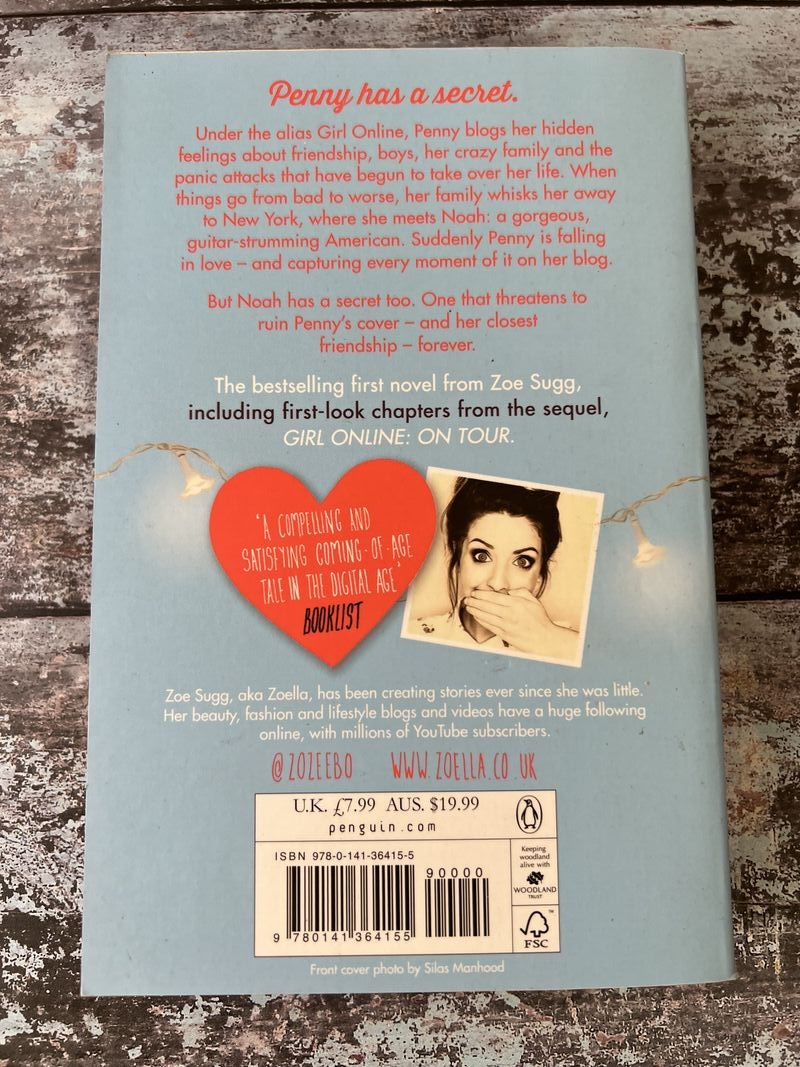 Penny has a secret.
Under the alias Girl Online, Penny blogs her hidden
feelings about friendship, boys, her crazy family and the
panic attacks that have begun to take over her life. When
things go from bad to worse, her family whisks her away
to New York, where she meets Noah: a gorgeous,
guitar-strumming American. Suddenly Penny is falling
in love – and capturing every moment of it on her blog.
But Noah has a secret too. One that threatens to
ruin Penny's cover – and her closest
friendship – forever.
The bestselling first novel from Zoe Sugg,
including first-look chapters from the sequel,
GIRL ONLINE: ON TOUR.
'A COMPELLING AND
SATISFYING COMING-OF-AGE
TALE IN THE DIGITAL AGE'
BOOKLIST
Zoe Sugg, aka Zoella, has been creating stories ever since she was little.
Her beauty, fashion and lifestyle blogs and videos have a huge following
online, with millions of YouTube subscribers.
@ZOZEEBO WWW.ZOELLA.CO.UK
U.K. £7.99 AUS. $19.99
penguin.com
ISBN 978-0-141-36415-5
90000
9 780141 364155
Keeping
woodland
alive with
WOODLAND
TRUST
FSC™
Front cover photo by Silas Manhood